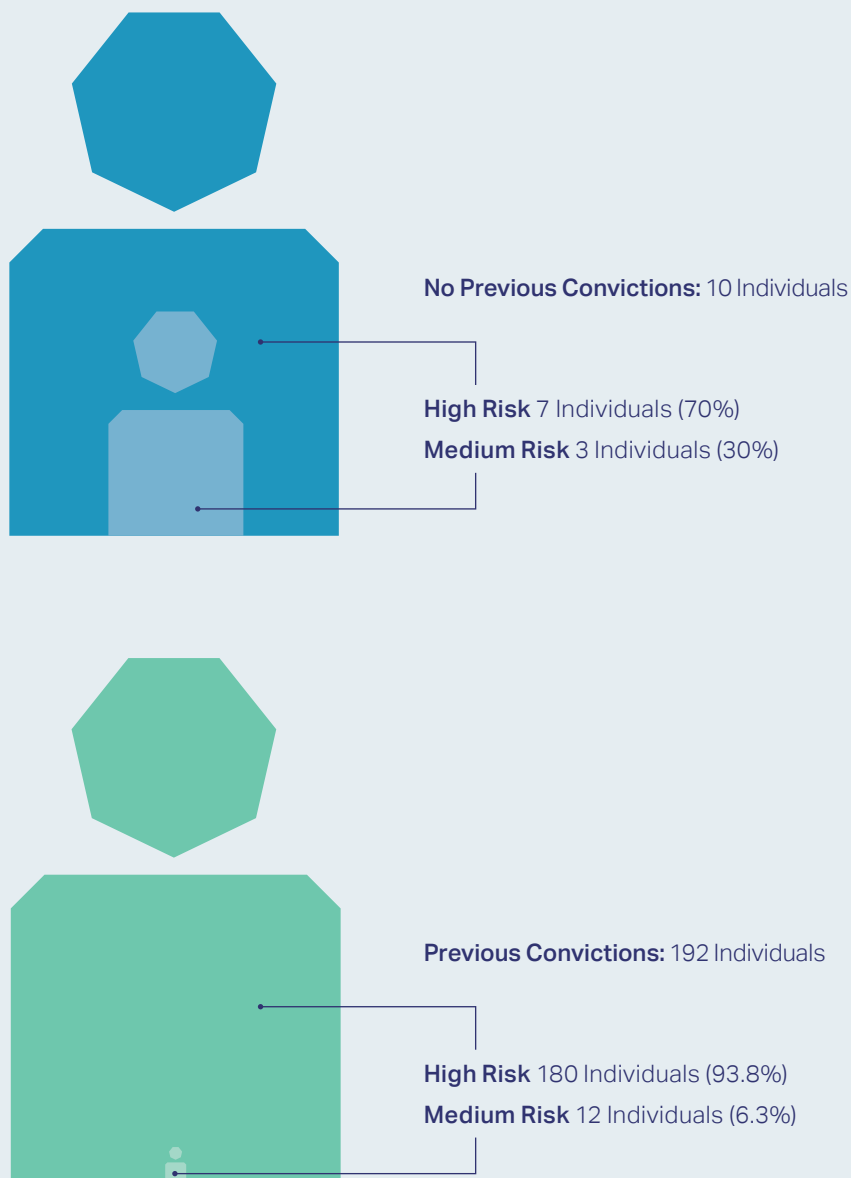 No Previous Convictions: 10 Individuals
High Risk 7 Individuals (70%)
Medium Risk 3 Individuals (30%)
Previous Convictions: 192 Individuals
High Risk 180 Individuals (93.8%)
Medium Risk 12 Individuals (6.3%)